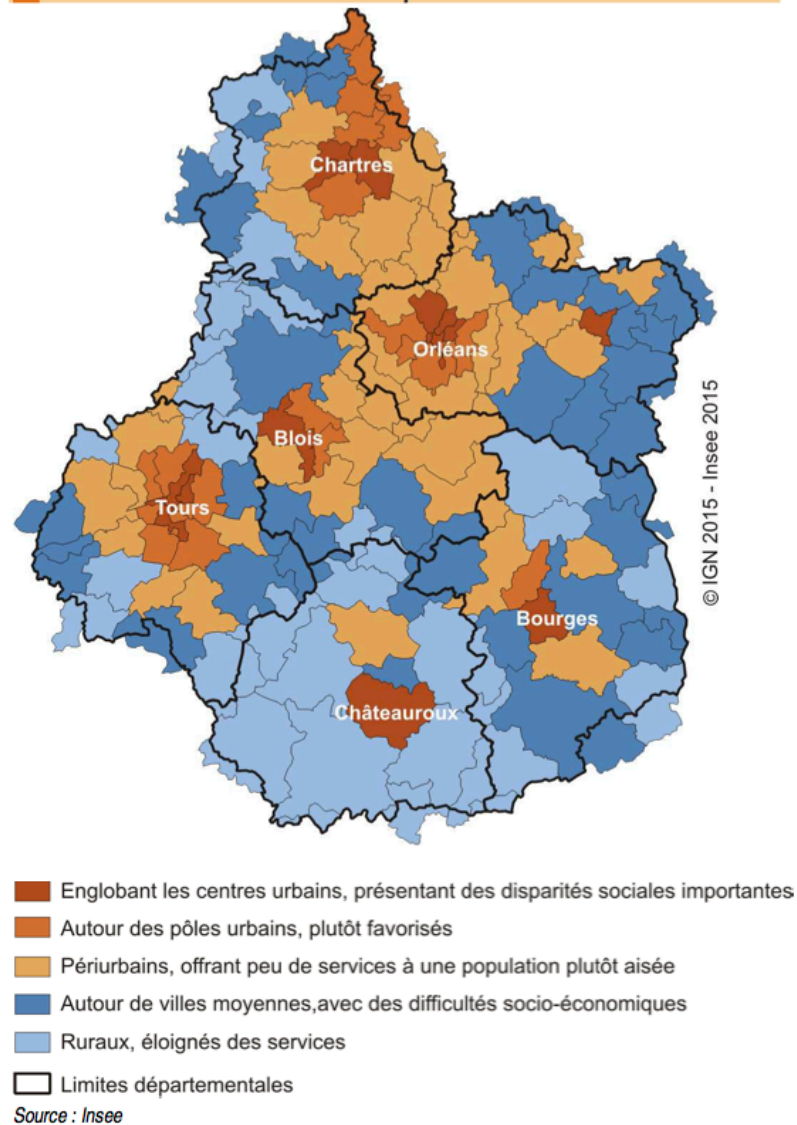 Chartres
Orléans
Blois
Tours
Bourges
Châteauroux
© IGN 2015 - Insee 2015
Englobant les centres urbains, présentant des disparités sociales importantes
Autour des pôles urbains, plutôt favorisés
Périurbains, offrant peu de services à une population plutôt aisée
Autour de villes moyennes,avec des difficultés socio-économiques
Ruraux, éloignés des services
Limites départementales
Source : Insee